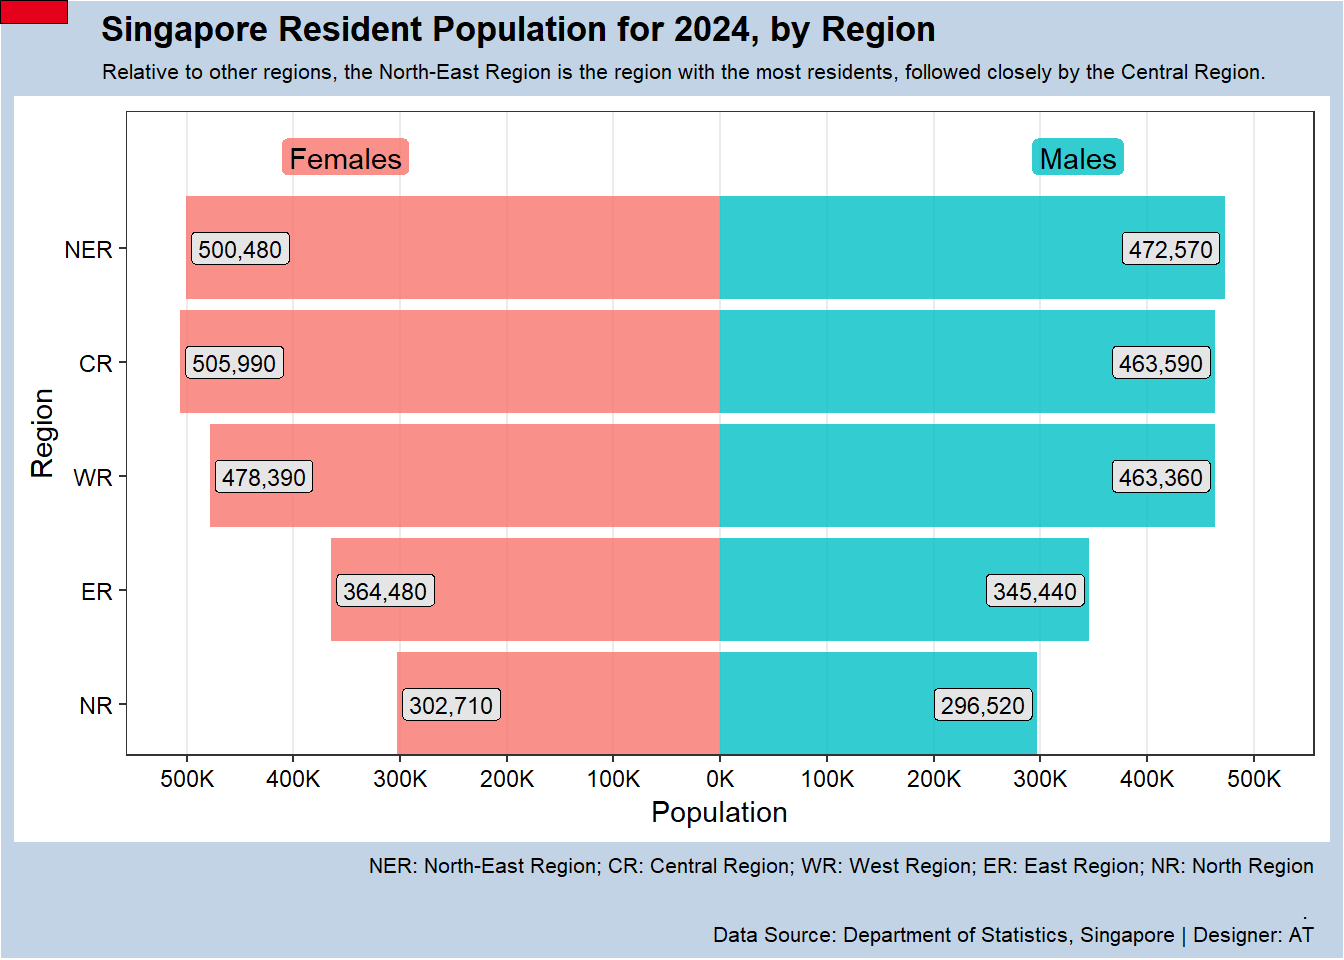 Singapore Resident Population for 2024, by Region
Relative to other regions, the North-East Region is the region with the most residents, followed closely by the Central Region.
Females Males
NER 500,480 472,570
CR 505,990 463,590
WR 478,390 463,360
ER 364,480 345,440
NR 302,710 296,520
Region
500K 400K 300K 200K 100K 0K 100K 200K 300K 400K 500K
Population
NER: North-East Region; CR: Central Region; WR: West Region; ER: East Region; NR: North Region
.
Data Source: Department of Statistics, Singapore | Designer: AT